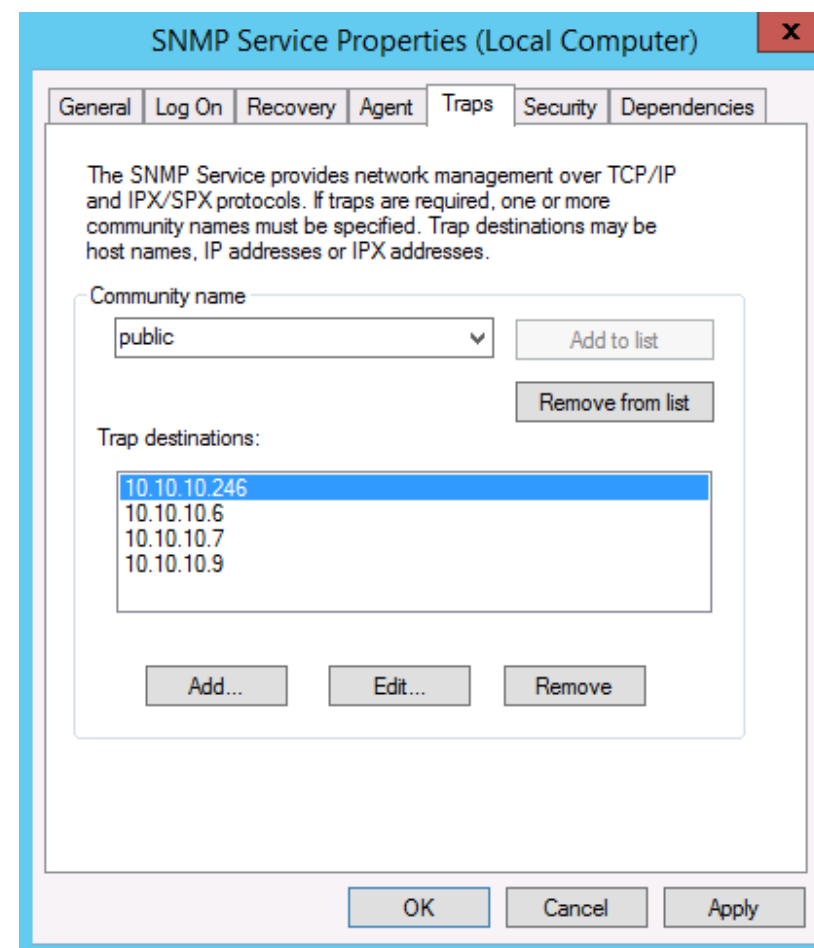 SNMP Service Properties (Local Computer)
x
General Log On Recovery Agent Traps Security Dependencies
The SNMP Service provides network management over TCP/IP
and IPX/SPX protocols. If traps are required, one or more
community names must be specified. Trap destinations may be
host names, IP addresses or IPX addresses.
Community name
public
Add to list
Remove from list
Trap destinations:
10.10.10.246
10.10.10.6
10.10.10.7
10.10.10.9
Add... Edit... Remove
OK Cancel Apply